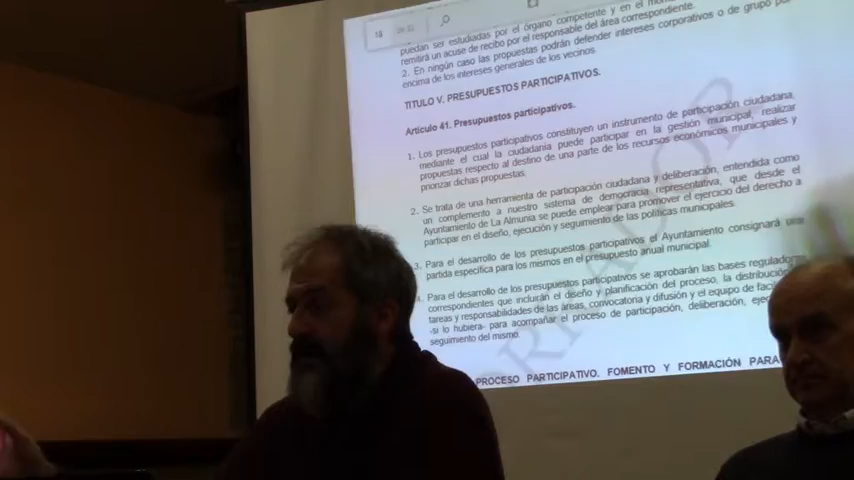 puedan ser estudiadas por el órgano competente y en el
remitirá un acuse de recibo por el responsable del área correspondiente.
2. En ningún caso las propuestas podrán defender intereses corporativos o de grupo por
encima de los intereses generales de los vecinos.
TITULO V. PRESUPUESTOS PARTICIPATIVOS.
Artículo 41. Presupuestos participativos.
1. Los presupuestos participativos constituyen un instrumento de participación ciudadana,
mediante el cual la ciudadanía puede participar en la gestión municipal, realizar
propuestas respecto al destino de una parte de los recursos económicos municipales y
priorizar dichas propuestas.
2. Se trata de una herramienta de participación ciudadana y deliberación, entendida como
un complemento a nuestro sistema de democracia representativa, que desde el
Ayuntamiento de La Almunia se puede emplear para promover el ejercicio del derecho a
participar en el diseño, ejecución y seguimiento de las políticas municipales.
3. Para el desarrollo de los presupuestos participativos el Ayuntamiento consignará una
partida específica para los mismos en el presupuesto anual municipal.
Para el desarrollo de los presupuestos participativos se aprobarán las bases reguladoras
correspondientes que incluirán el diseño y planificación del proceso, la distribución
tareas y responsabilidades de las áreas, convocatoria y difusión y el equipo de
-si lo hubiera- para acompañar el proceso de participación, deliberación,
seguimiento del mismo.
PROCESO PARTICIPATIVO. FOMENTO Y FORMACIÓN PARA